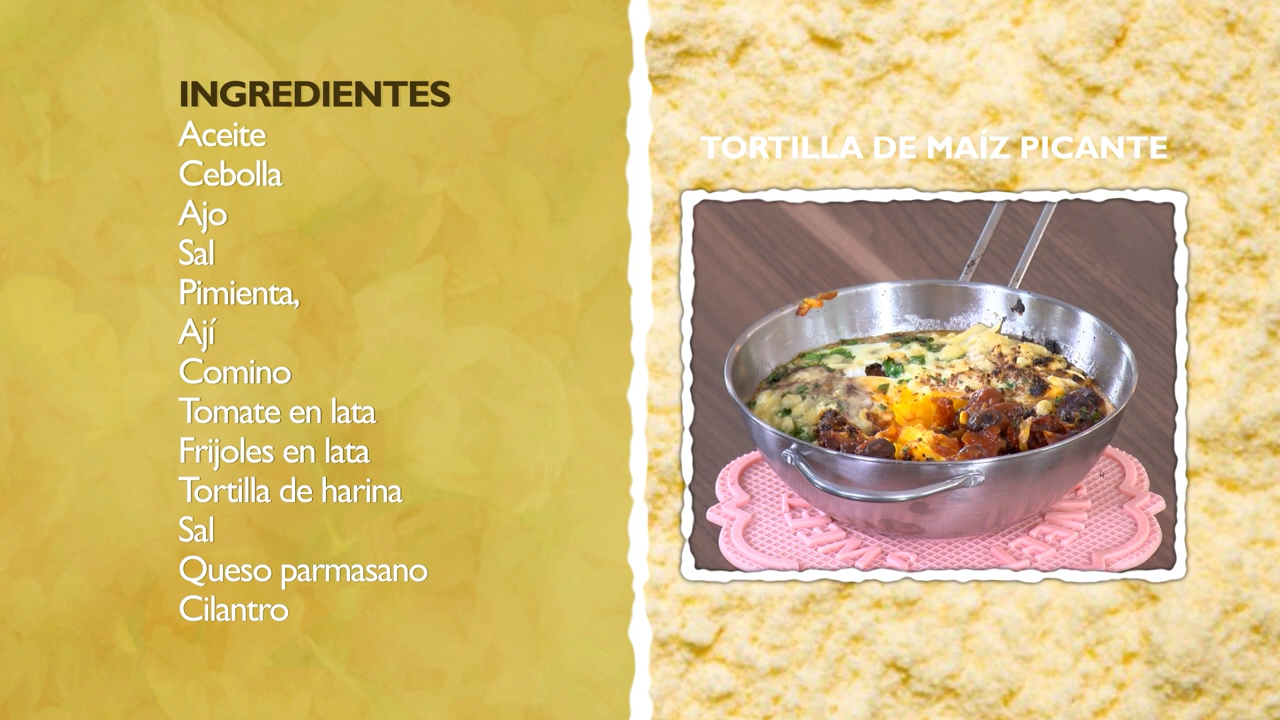 INGREDIENTES
Aceite
Cebolla
Ajo
Sal
Pimienta,
Ají
Comino
Tomate en lata
Frijoles en lata
Tortilla de harina
Sal
Queso parmasano
Cilantro
TORTILLA DE MAÍZ PICANTE